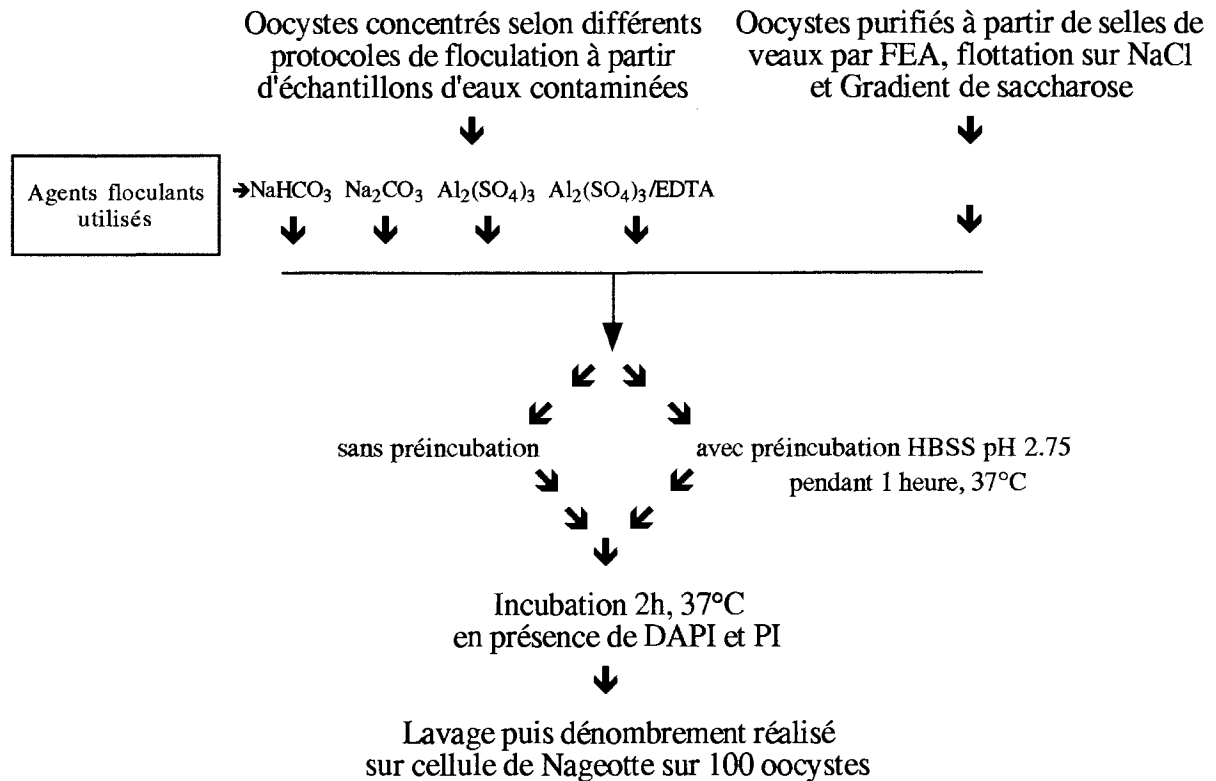 Oocystes concentrés selon différents
protocoles de floculation à partir
d'échantillons d'eaux contaminées
Oocystes purifiés à partir de selles de
veaux par FEA, flottation sur NaCl
et Gradient de saccharose
Agents floculants
utilisés
NaHCO₃ Na₂CO₃ Al₂(SO₄)₃ Al₂(SO₄)₃/EDTA
sans préincubation
avec préincubation HBSS pH 2.75
pendant 1 heure, 37°C
Incubation 2h, 37°C
en présence de DAPI et PI
Lavage puis dénombrement réalisé
sur cellule de Nageotte sur 100 oocystes